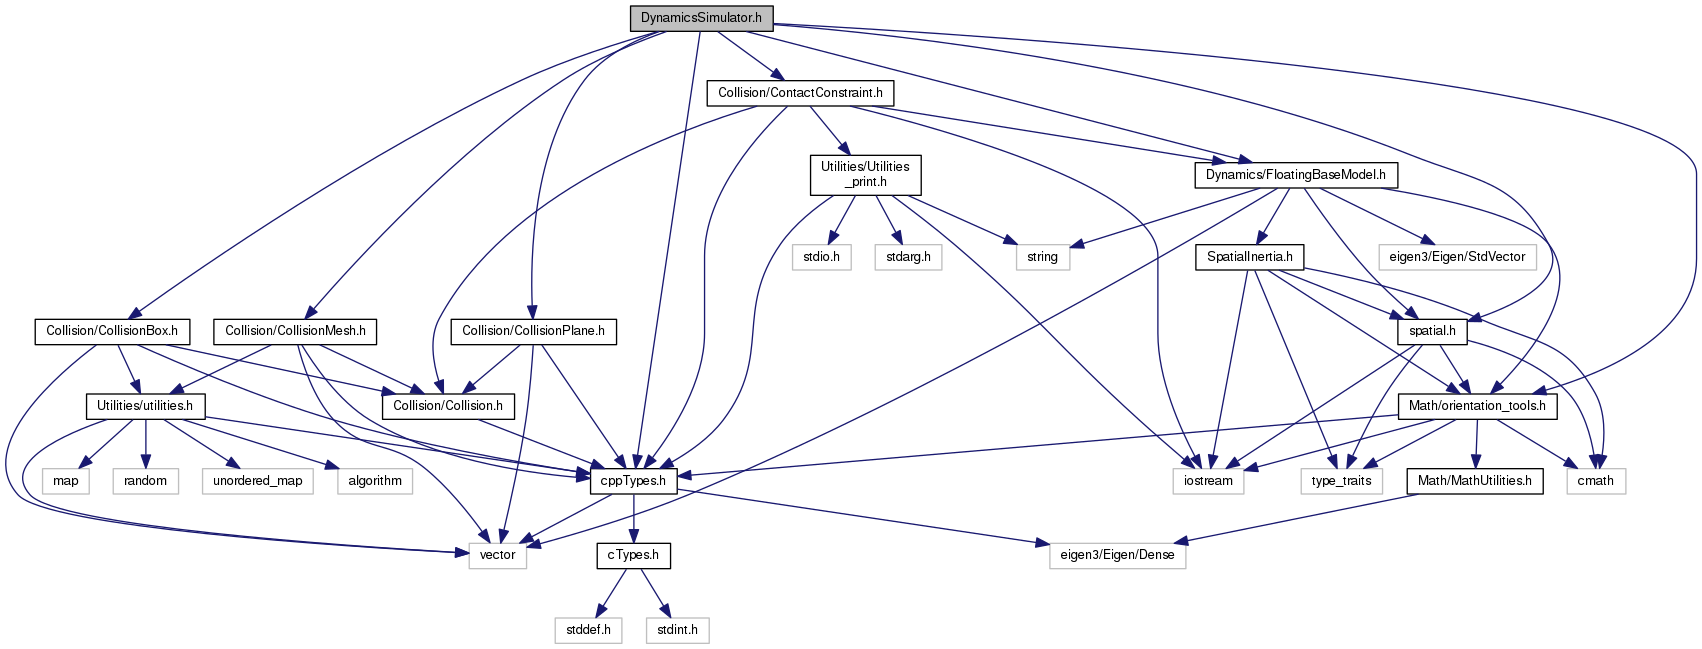 DynamicsSimulator.h
Collision/ContactConstraint.h
Utilities/Utilities
_print.h
Dynamics/FloatingBaseModel.h
stdio.h
stdarg.h
string
SpatialInertia.h
eigen3/Eigen/StdVector
Collision/CollisionBox.h
Collision/CollisionMesh.h
Collision/CollisionPlane.h
spatial.h
Utilities/utilities.h
Collision/Collision.h
Math/orientation_tools.h
map
random
unordered_map
algorithm
cppTypes.h
iostream
type_traits
Math/MathUtilities.h
cmath
vector
cTypes.h
eigen3/Eigen/Dense
stddef.h
stdint.h